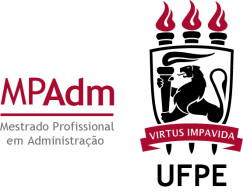 MPAdm
Mestrado Profissional
em Administração
VIRTUS IMPAVIDA
UFPE